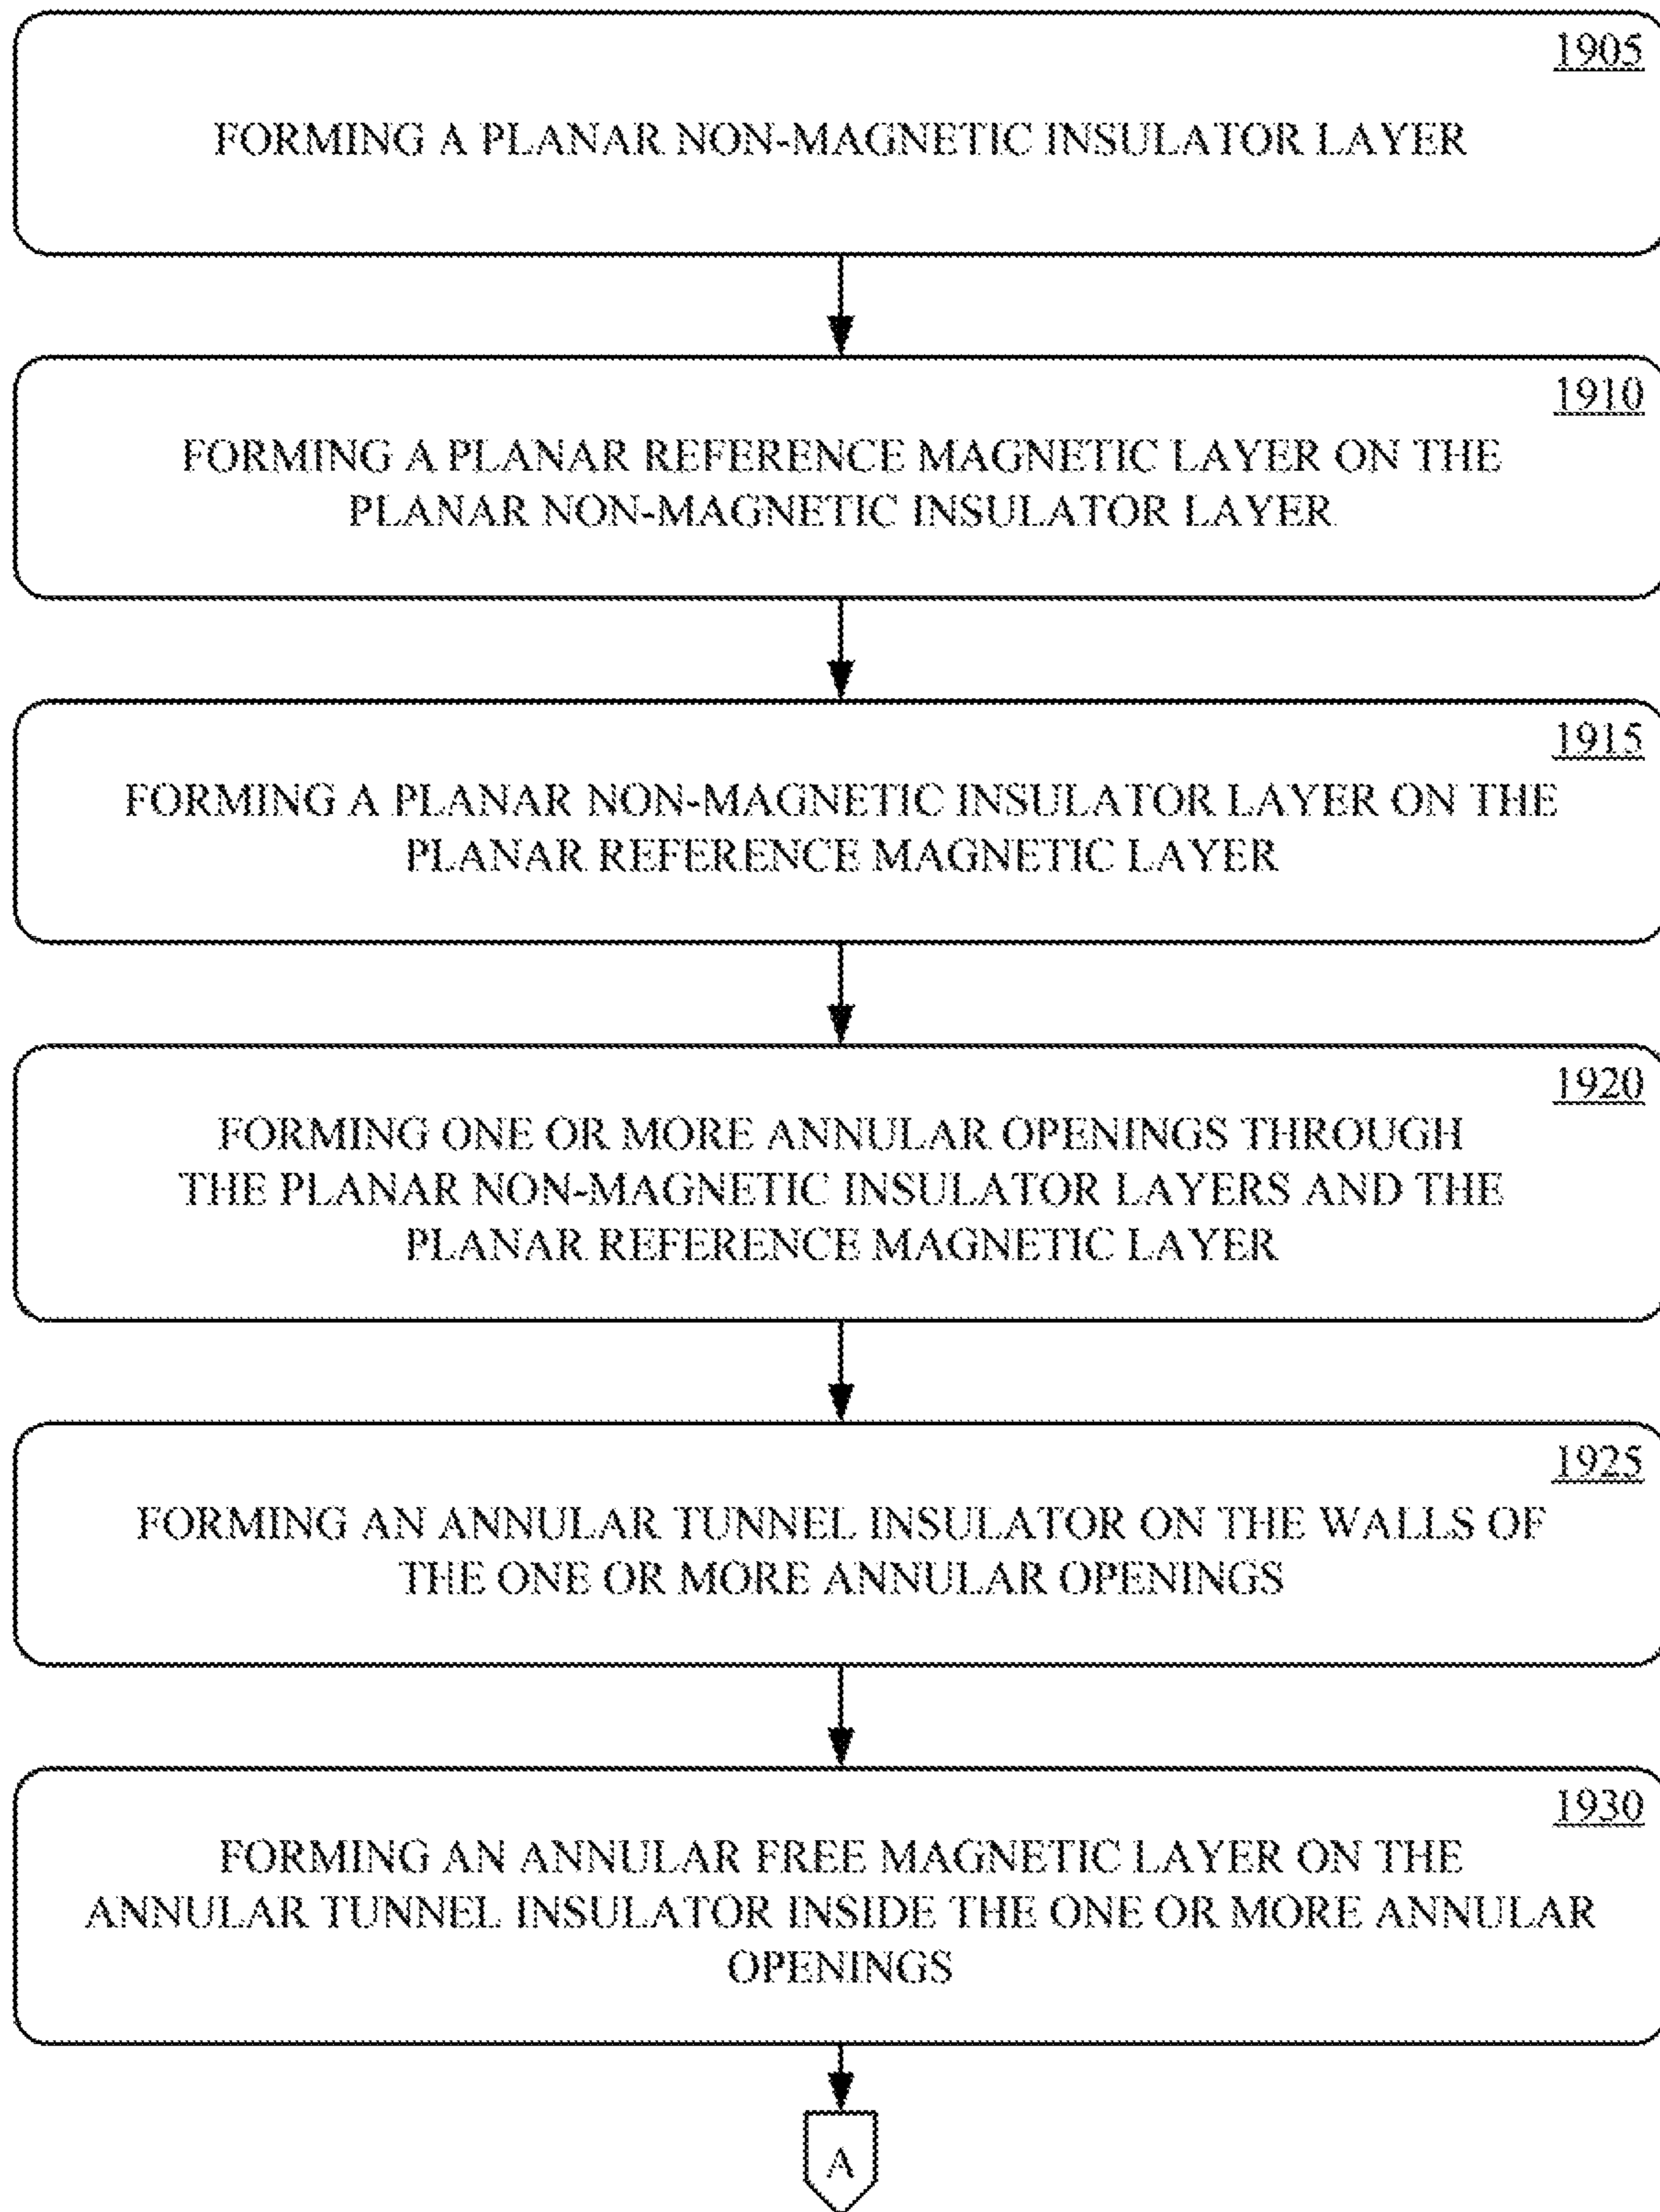 1905
FORMING A PLANAR NON-MAGNETIC INSULATOR LAYER
1910
FORMING A PLANAR REFERENCE MAGNETIC LAYER ON THE
PLANAR NON-MAGNETIC INSULATOR LAYER
1915
FORMING A PLANAR NON-MAGNETIC INSULATOR LAYER ON THE
PLANAR REFERENCE MAGNETIC LAYER
1920
FORMING ONE OR MORE ANNULAR OPENINGS THROUGH
THE PLANAR NON-MAGNETIC INSULATOR LAYERS AND THE
PLANAR REFERENCE MAGNETIC LAYER
1925
FORMING AN ANNULAR TUNNEL INSULATOR ON THE WALLS OF
THE ONE OR MORE ANNULAR OPENINGS
1930
FORMING AN ANNULAR FREE MAGNETIC LAYER ON THE
ANNULAR TUNNEL INSULATOR INSIDE THE ONE OR MORE ANNULAR
OPENINGS
A